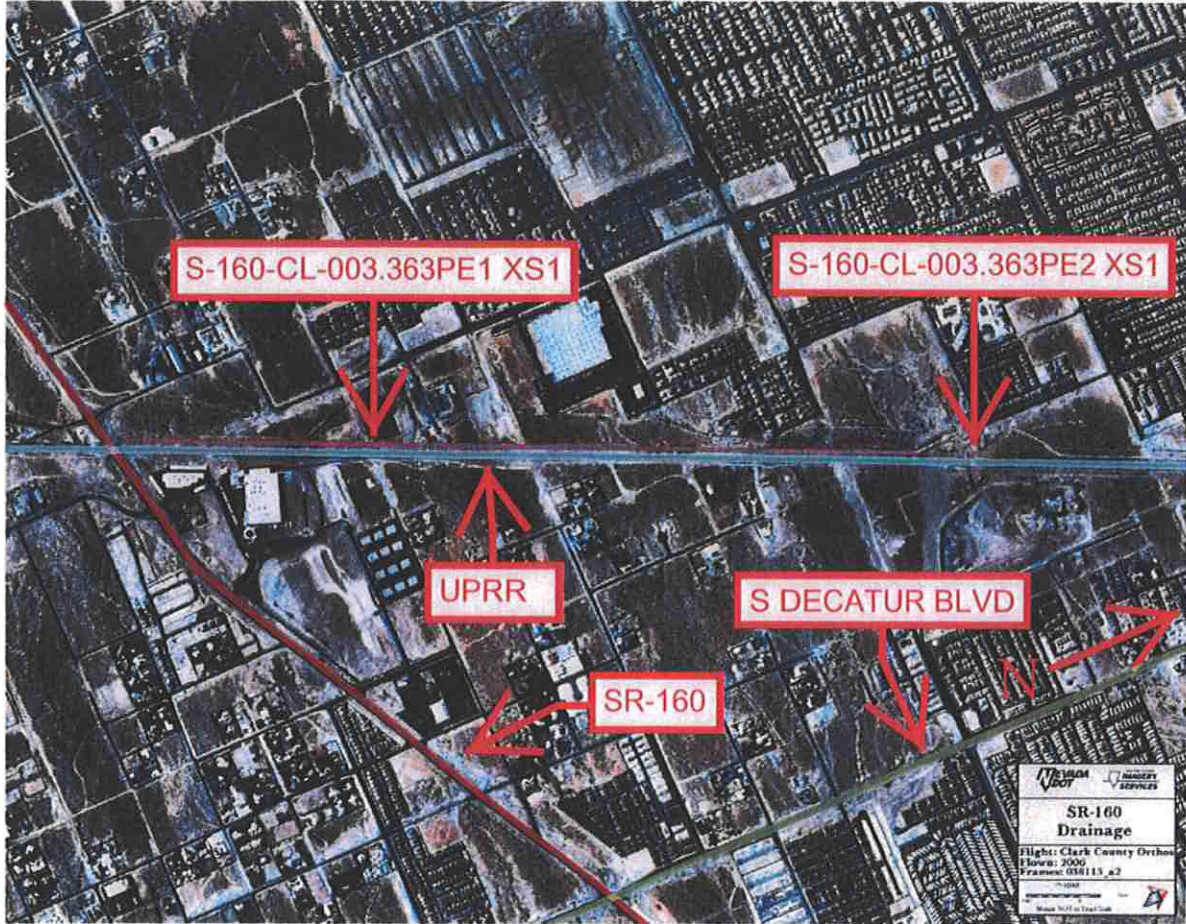 S-160-CL-003.363PE1 XS1
S-160-CL-003.363PE2 XS1
UPRR
S DECATUR BLVD
N
SR-160
NEVADA
DOT
IMAGERY
SERVICES
SR-160
Drainage
Flight: Clark County Orthos
Flown: 2006